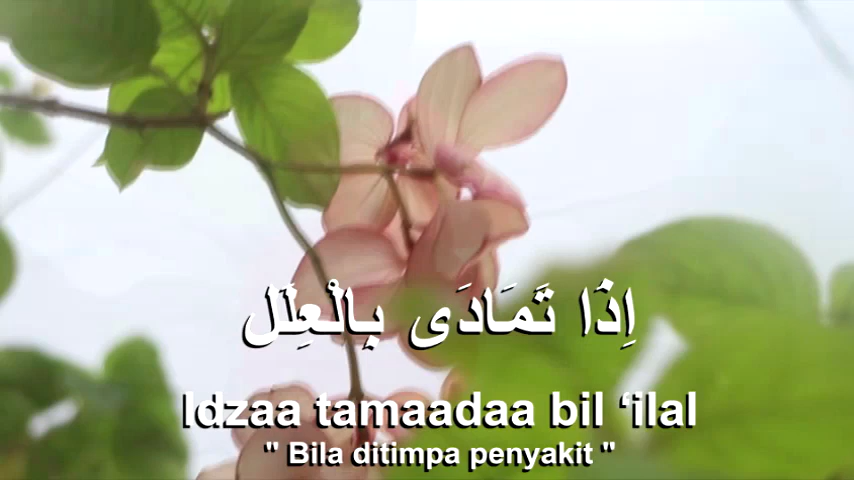 إِذَا تَمَادَى بِالْعِلَلِ
Idzaa tamaadaa bil ‘ilal
" Bila ditimpa penyakit "